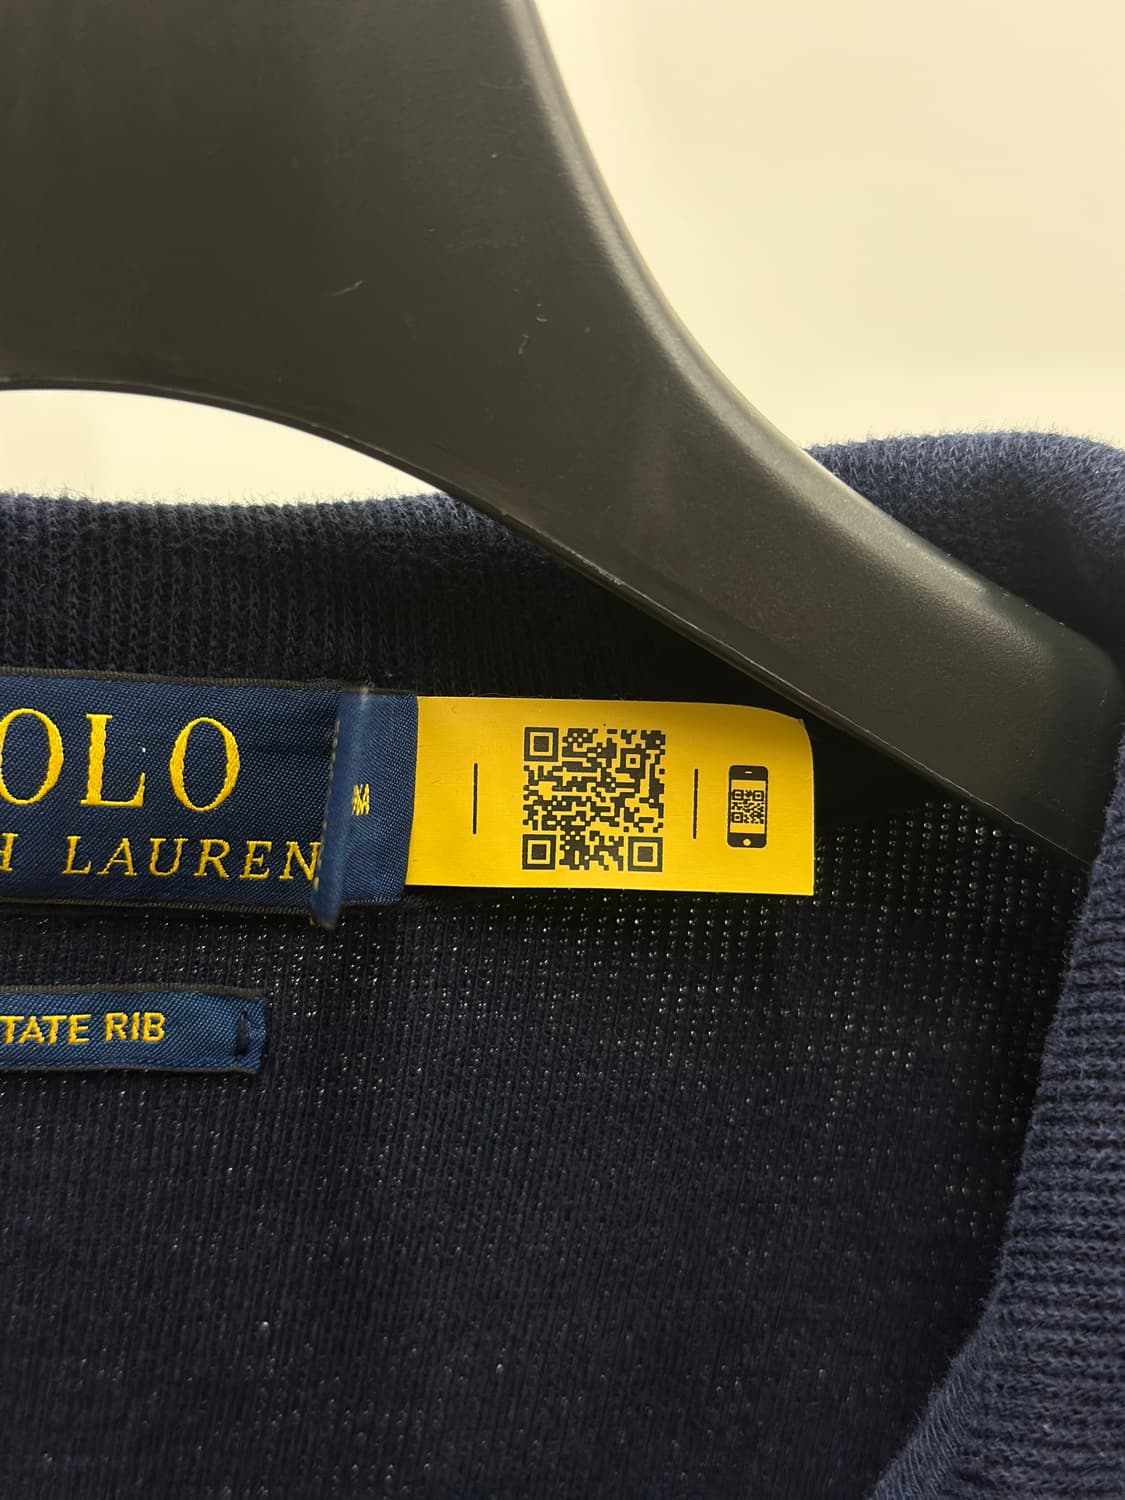 OLO
H LAUREN
TATE RIB